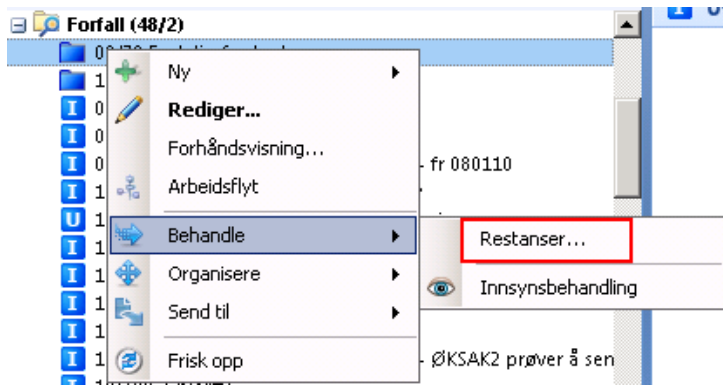 Forfall (48/2)
Ny
Rediger...
Forhåndsvisning...
- fr 080110
Arbeidsflyt
Behandle
Restanser...
Organisere
Innsynsbehandling
Send til
Frisk opp
- ØKSAK2 prøver å sen